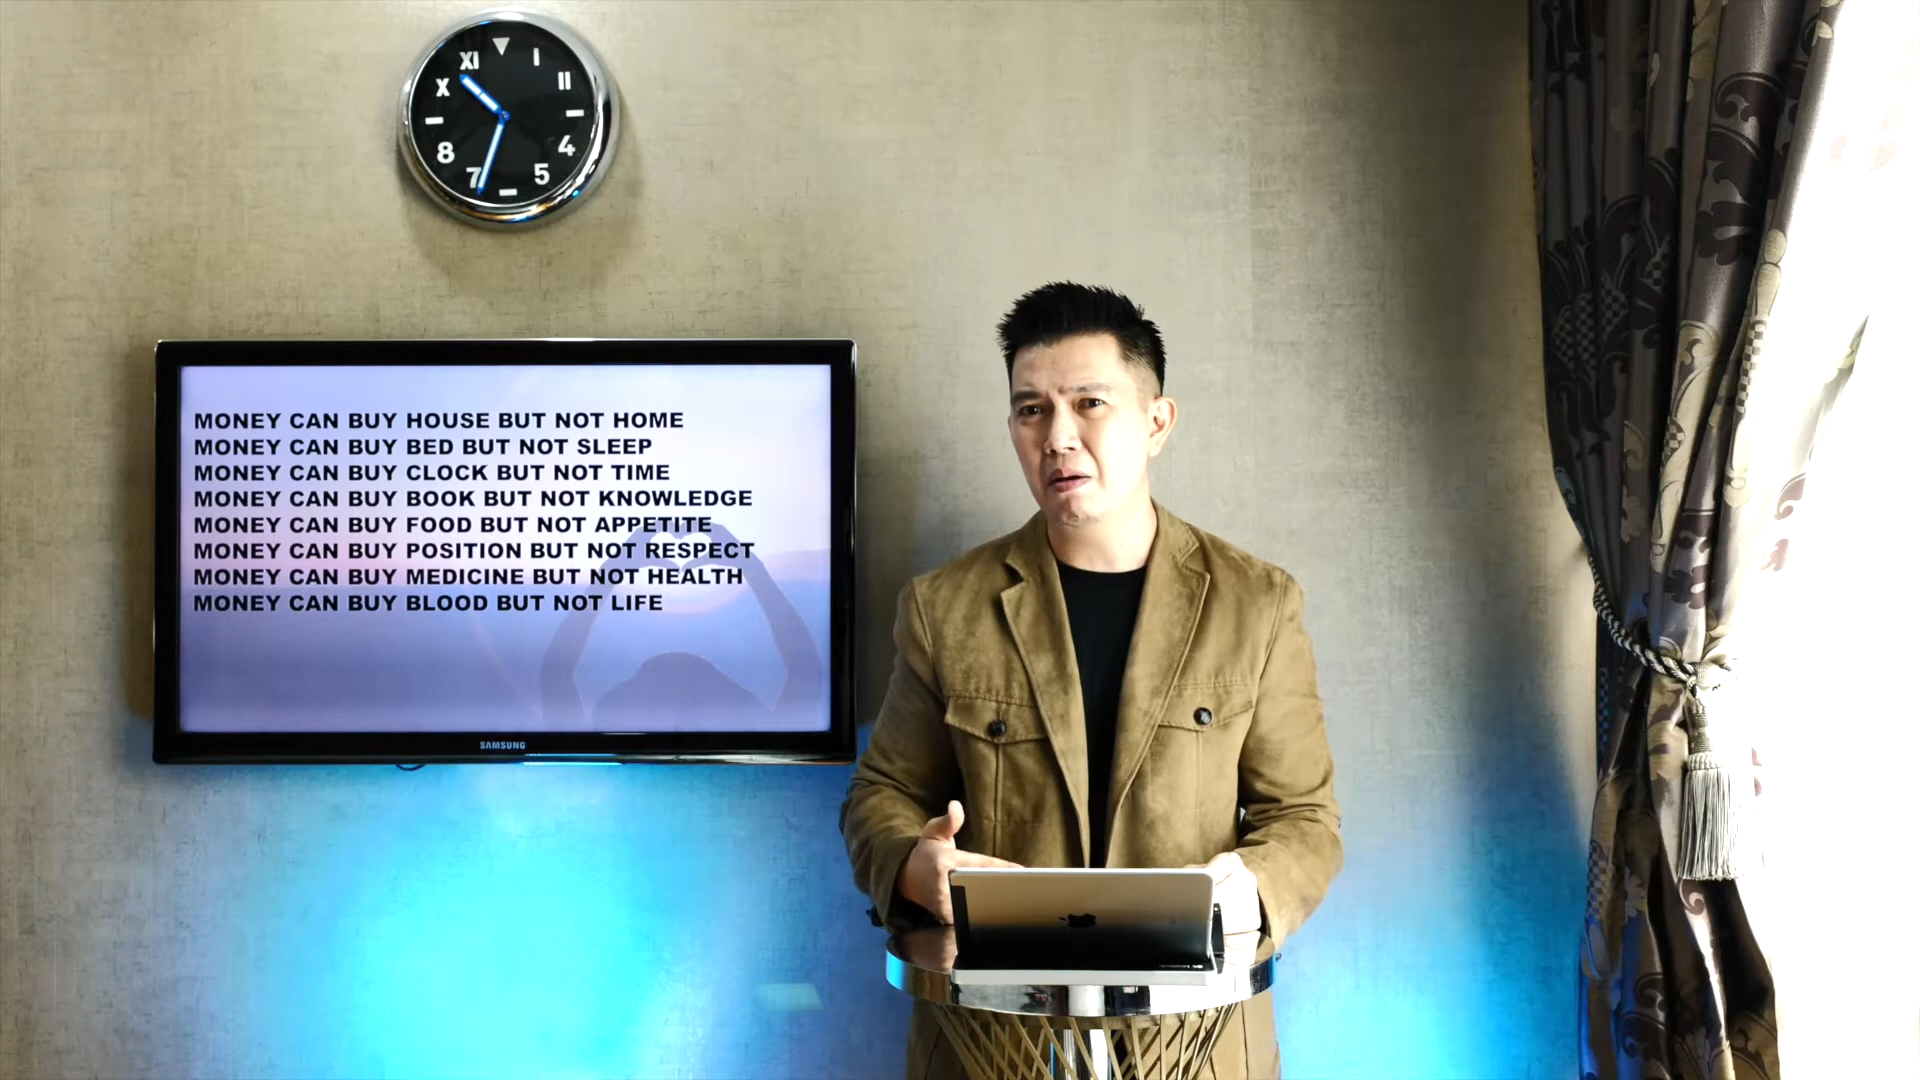 XI
I
X
II
8
4
7
5
MONEY CAN BUY HOUSE BUT NOT HOME
MONEY CAN BUY BED BUT NOT SLEEP
MONEY CAN BUY CLOCK BUT NOT TIME
MONEY CAN BUY BOOK BUT NOT KNOWLEDGE
MONEY CAN BUY FOOD BUT NOT APPETITE
MONEY CAN BUY POSITION BUT NOT RESPECT
MONEY CAN BUY MEDICINE BUT NOT HEALTH
MONEY CAN BUY BLOOD BUT NOT LIFE
SAMSUNG